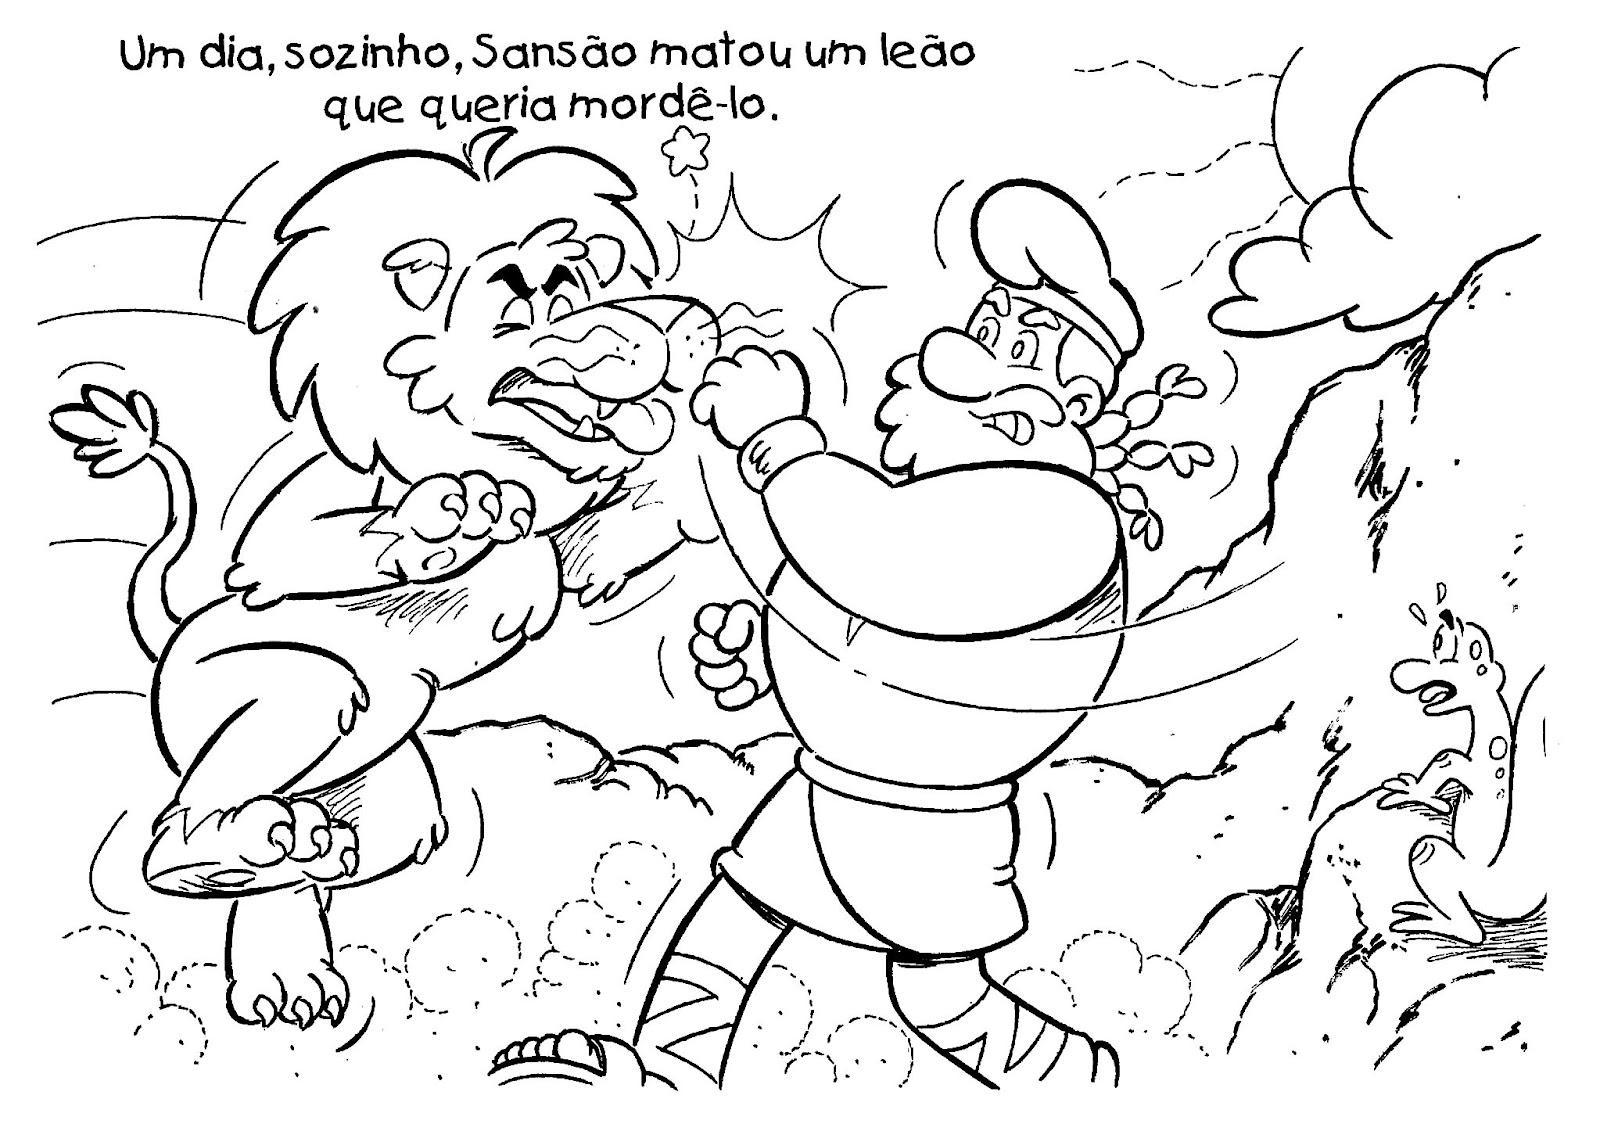 Um dia, sozinho, Sansão matou um leão
que queria mordê-lo.